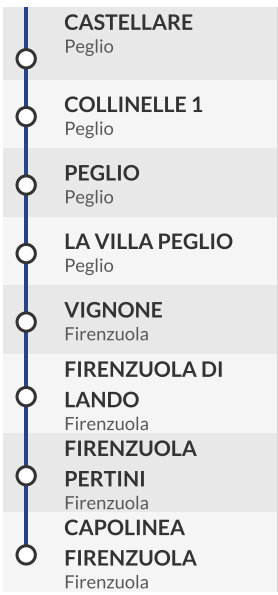 CASTELLARE
Peglio
COLLINELLE 1
Peglio
PEGLIO
Peglio
LA VILLA PEGLIO
Peglio
VIGNONE
Firenzuola
FIRENZUOLA DI
LANDO
Firenzuola
FIRENZUOLA
PERTINI
Firenzuola
CAPOLINEA
FIRENZUOLA
Firenzuola